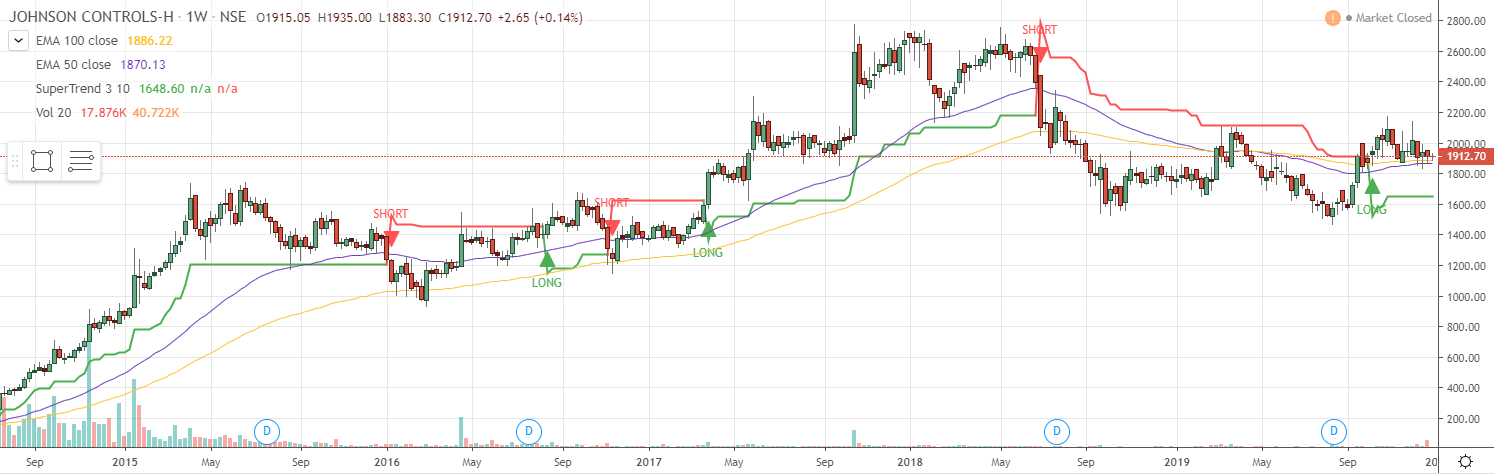 JOHNSON CONTROLS-H · 1W · NSE O1915.05 H1935.00 L1883.30 C1912.70 +2.65 (+0.14%)
! Market Closed
EMA 100 close 1886.22
EMA 50 close 1870.13
SuperTrend 3 10 1648.60 n/a n/a
Vol 20 17.876K 40.722K
SHORT
SHORT
SHORT
LONG
LONG
LONG
2800.00
2600.00
2400.00
2200.00
2000.00
1912.70
1800.00
1600.00
1400.00
1200.00
1000.00
800.00
600.00
400.00
200.00
D D D D
Sep 2015 May Sep 2016 May Sep 2017 May Sep 2018 May Sep 2019 May Sep 20